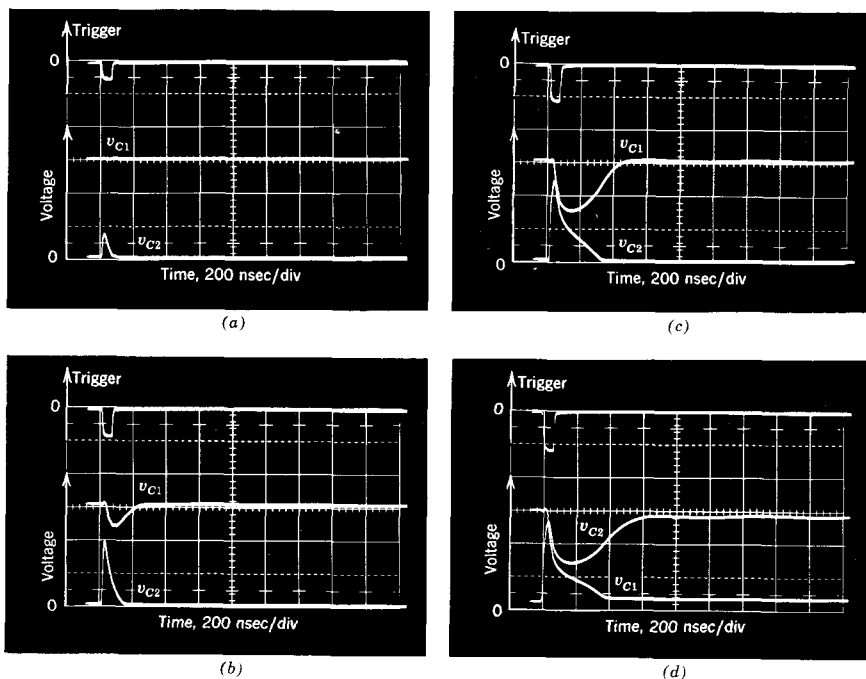 Trigger
0
v_C1
Voltage
v_C2
0
Time, 200 nsec/div
(a)
Trigger
0
v_C1
Voltage
v_C2
0
Time, 200 nsec/div
(c)
Trigger
0
v_C1
Voltage
v_C2
0
Time, 200 nsec/div
(b)
Trigger
0
v_C2
Voltage
v_C1
0
Time, 200 nsec/div
(d)